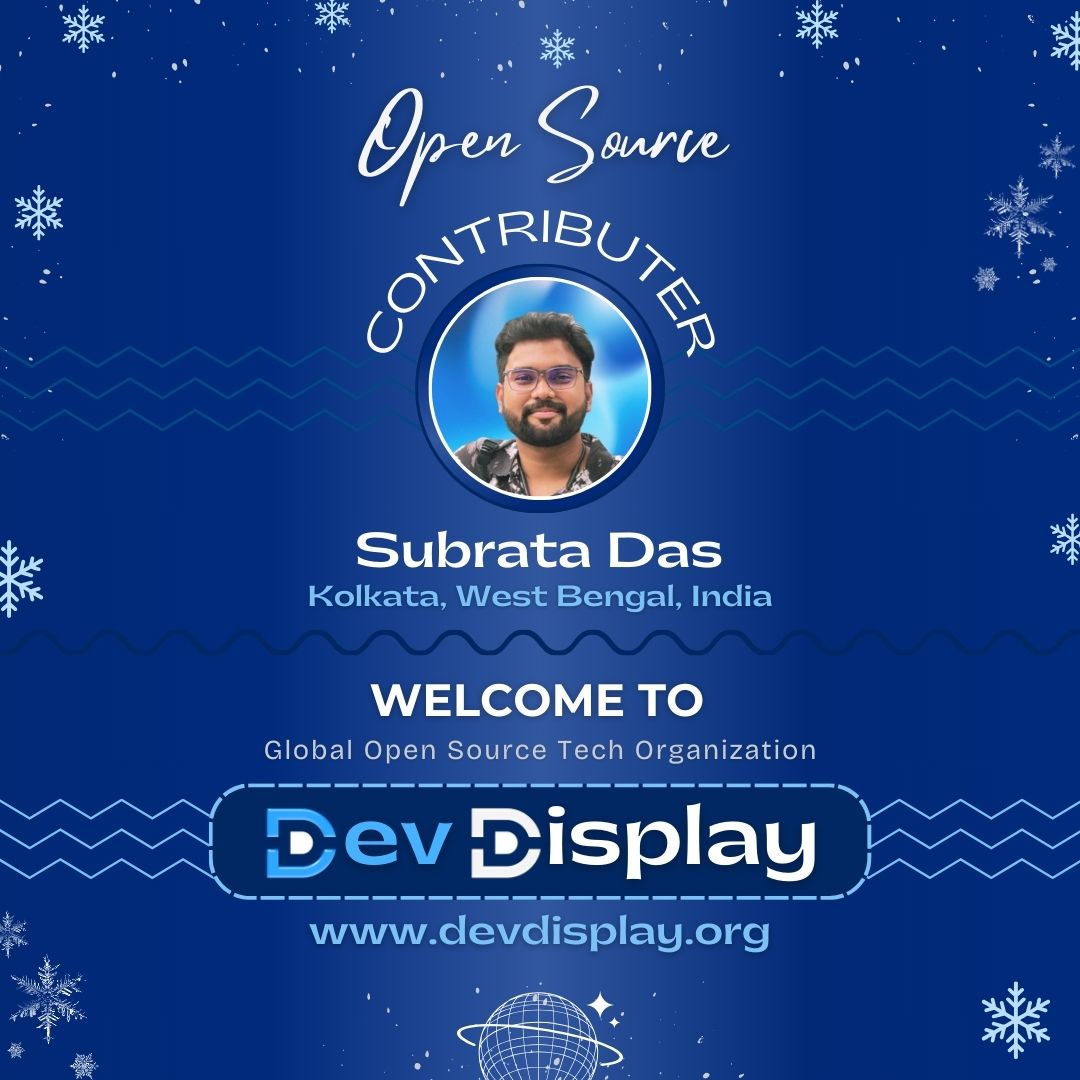 Open Source
CONTRIBUTER
Subrata Das
Kolkata, West Bengal, India
WELCOME TO
Global Open Source Tech Organization
Dev Display
www.devdisplay.org